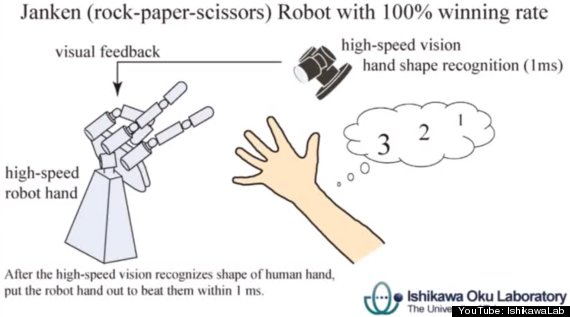 Janken (rock-paper-scissors) Robot with 100% winning rate
visual feedback
high-speed vision
hand shape recognition (1ms)
3 2 1
high-speed
robot hand
After the high-speed vision recognizes shape of human hand,
put the robot hand out to beat them within 1 ms.
Ishikawa Oku Laboratory
The
YouTube: IshikawaLab